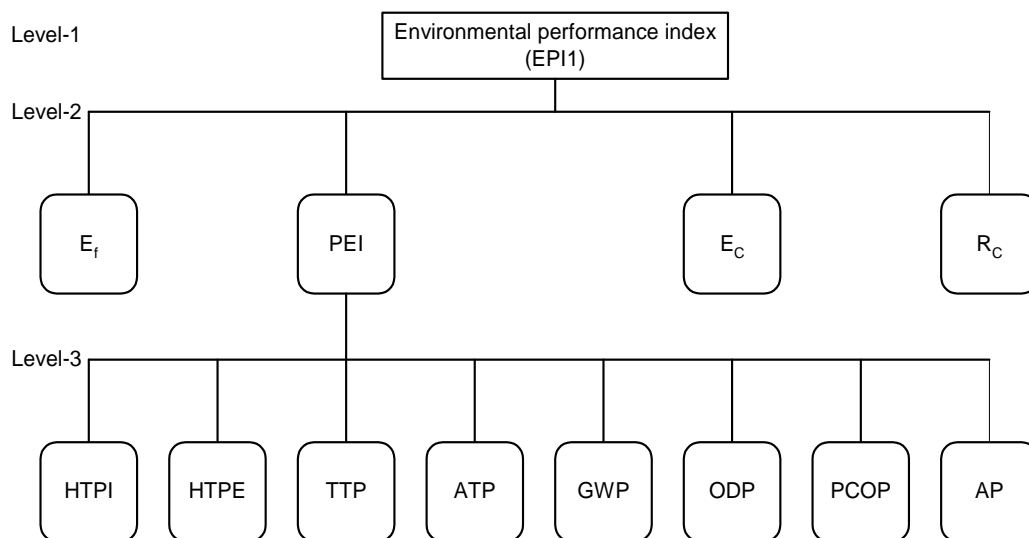 Level-1
Environmental performance index
(EPI1)
Level-2
Ef
PEI
EC
RC
Level-3
HTPI
HTPE
TTP
ATP
GWP
ODP
PCOP
AP